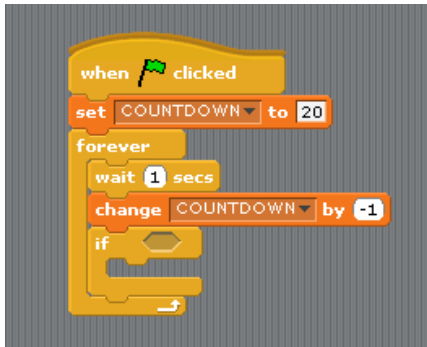 when clicked
set COUNTDOWN to 20
forever
wait 1 secs
change COUNTDOWN by -1
if